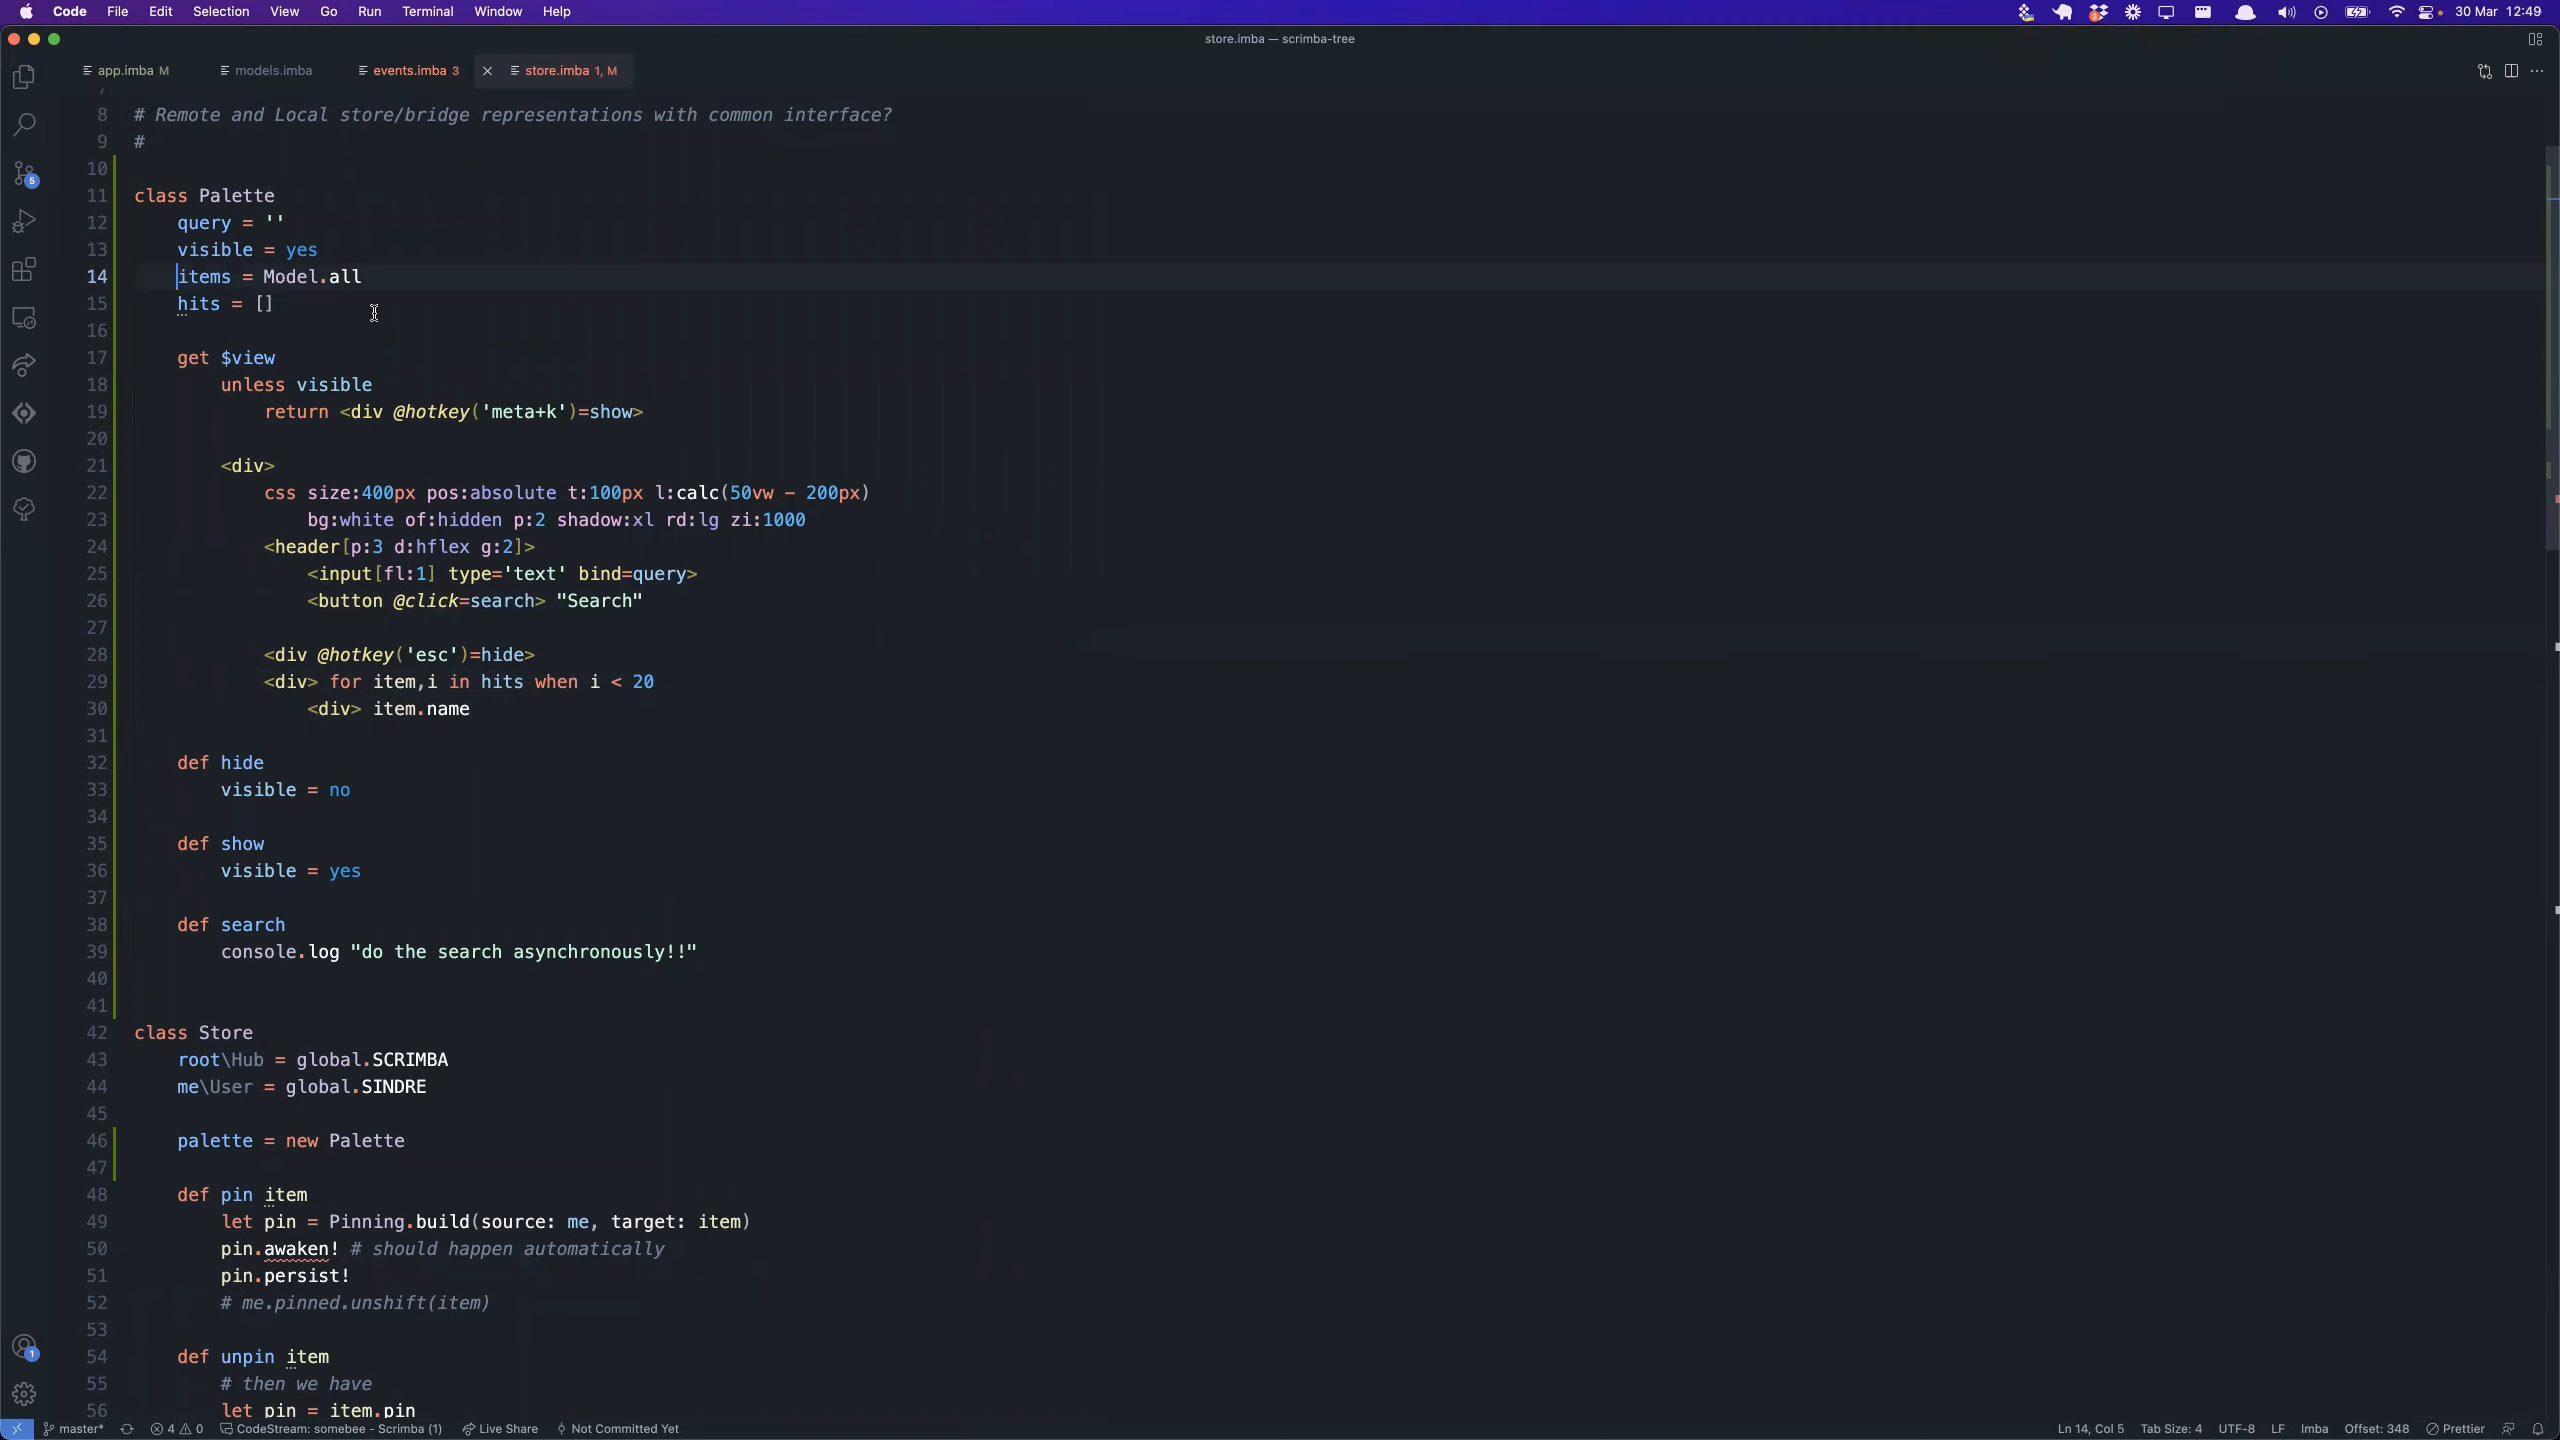 Code File Edit Selection View Go Run Terminal Window Help 30 Mar 12:49
store.imba — scrimba-tree
app.imba M models.imba events.imba 3 store.imba 1, M
8 # Remote and Local store/bridge representations with common interface?
9 #
10
11 class Palette
12 query = ''
13 visible = yes
14 items = Model.all
15 hits = []
16
17 get $view
18 unless visible
19 return <div @hotkey('meta+k')=show>
20
21 <div>
22 css size:400px pos:absolute t:100px l:calc(50vw - 200px)
23 bg:white of:hidden p:2 shadow:xl rd:lg zi:1000
24 <header[p:3 d:hflex g:2]>
25 <input[fl:1] type='text' bind=query>
26 <button @click=search> "Search"
27
28 <div @hotkey('esc')=hide>
29 <div> for item,i in hits when i < 20
30 <div> item.name
31
32 def hide
33 visible = no
34
35 def show
36 visible = yes
37
38 def search
39 console.log "do the search asynchronously!!"
40
41
42 class Store
43 root\Hub = global.SCRIMBA
44 me\User = global.SINDRE
45
46 palette = new Palette
47
48 def pin item
49 let pin = Pinning.build(source: me, target: item)
50 pin.awaken! # should happen automatically
51 pin.persist!
52 # me.pinned.unshift(item)
53
54 def unpin item
55 # then we have
56 let pin = item.pin
5
1
master* 4 0 CodeStream: somebee - Scrimba (1) Live Share Not Committed Yet Ln 14, Col 5 Tab Size: 4 UTF-8 LF Imba Offset: 348 Prettier